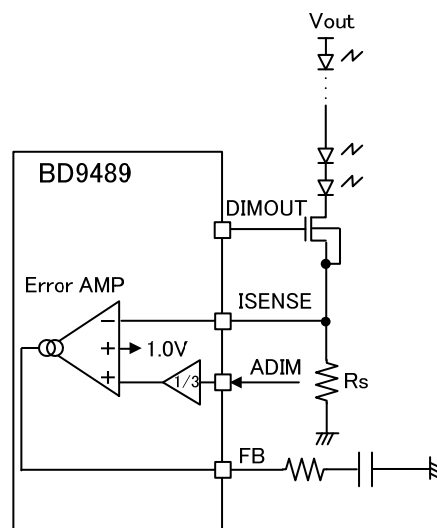 Vout
BD9489
DIMOUT
Error AMP
ISENSE
−
+
1.0V
+
1/3
ADIM
Rs
FB